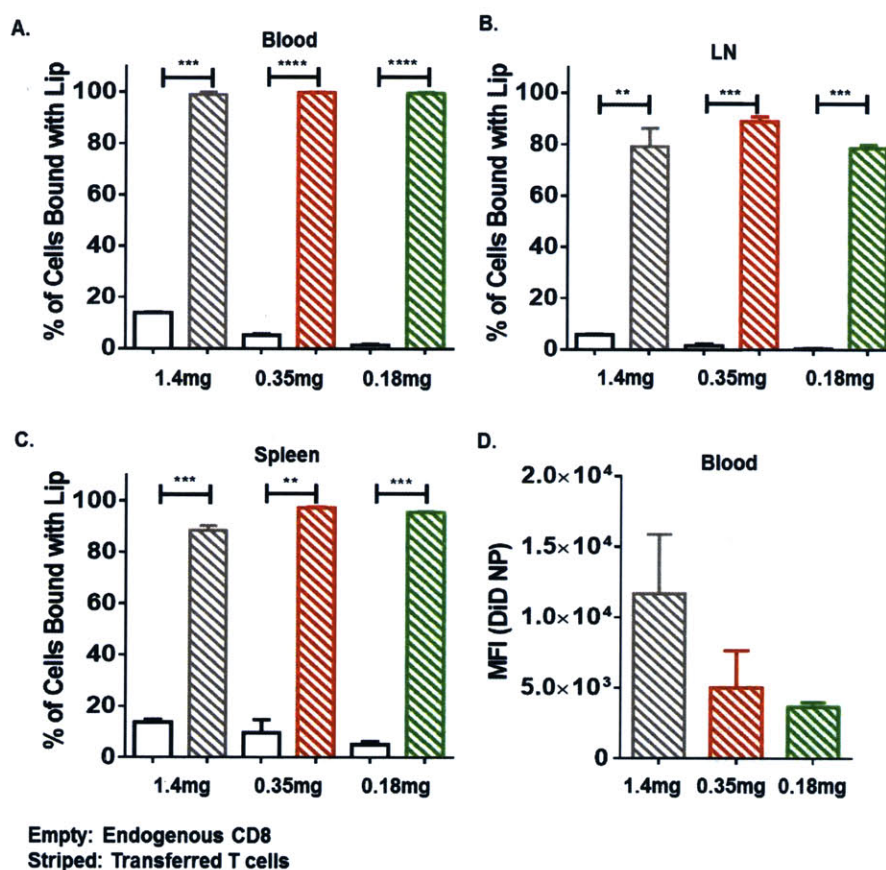 A.
Blood
% of Cells Bound with Lip
100
80
60
40
20
0
***
****
****
1.4mg 0.35mg 0.18mg
B.
LN
% of Cells Bound with Lip
100
80
60
40
20
0
**
***
***
1.4mg 0.35mg 0.18mg
C.
Spleen
% of Cells Bound with Lip
100
80
60
40
20
0
***
**
***
1.4mg 0.35mg 0.18mg
D.
Blood
MFI (DiD NP)
2.0×10⁴
1.5×10⁴
1.0×10⁴
5.0×10³
0
1.4mg 0.35mg 0.18mg
Empty: Endogenous CD8
Striped: Transferred T cells